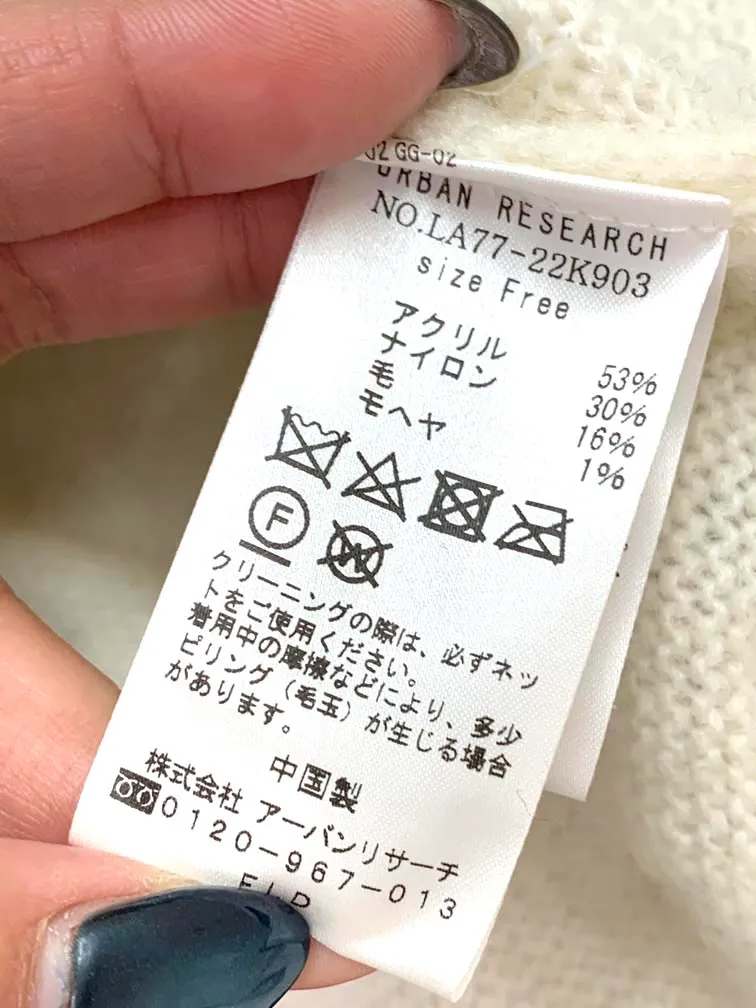 02 GG-02
URBAN RESEARCH
NO.LA77-22K903
size Free
アクリル 53%
ナイロン 30%
毛 16%
モヘヤ 1%
F W
クリーニングの際は、必ずネッ
トをご使用ください。
着用中の摩擦などにより、多少
ピリング（毛玉）が生じる場合
があります。
中国製
株式会社 アーバンリサーチ
0120-967-013